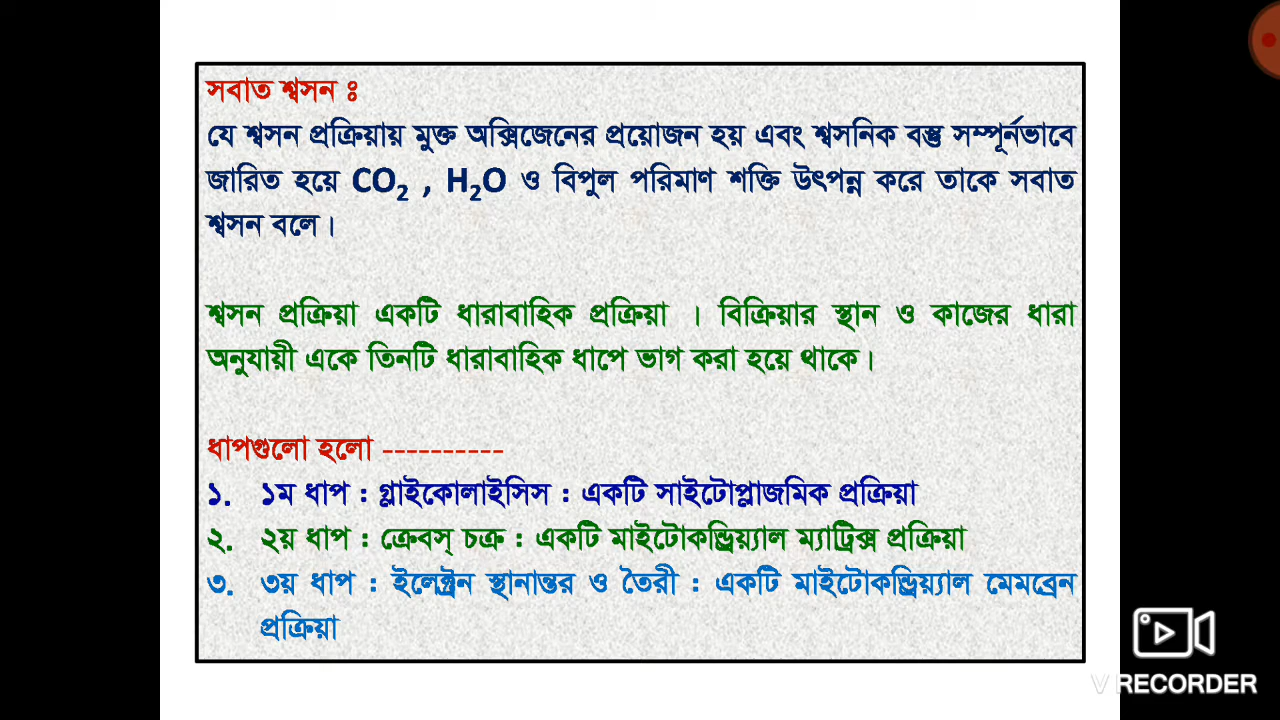 সবাত শ্বসন ঃ
যে শ্বসন প্রক্রিয়ায় মুক্ত অক্সিজেনের প্রয়োজন হয় এবং শ্বসনিক বস্তু সম্পূর্নভাবে
জারিত হয়ে CO₂ , H₂O ও বিপুল পরিমাণ শক্তি উৎপন্ন করে তাকে সবাত
শ্বসন বলে।
শ্বসন প্রক্রিয়া একটি ধারাবাহিক প্রক্রিয়া । বিক্রিয়ার স্থান ও কাজের ধারা
অনুযায়ী একে তিনটি ধারাবাহিক ধাপে ভাগ করা হয়ে থাকে।
ধাপগুলো হলো ----------
১. ১ম ধাপ : গ্লাইকোলাইসিস : একটি সাইটোপ্লাজমিক প্রক্রিয়া
২. ২য় ধাপ : ক্রেবস্ চক্র : একটি মাইটোকন্ড্রিয়্যাল ম্যাট্রিক্স প্রক্রিয়া
৩. ৩য় ধাপ : ইলেক্ট্রন স্থানান্তর ও তৈরী : একটি মাইটোকন্ড্রিয়্যাল মেমব্রেন
প্রক্রিয়া
V RECORDER